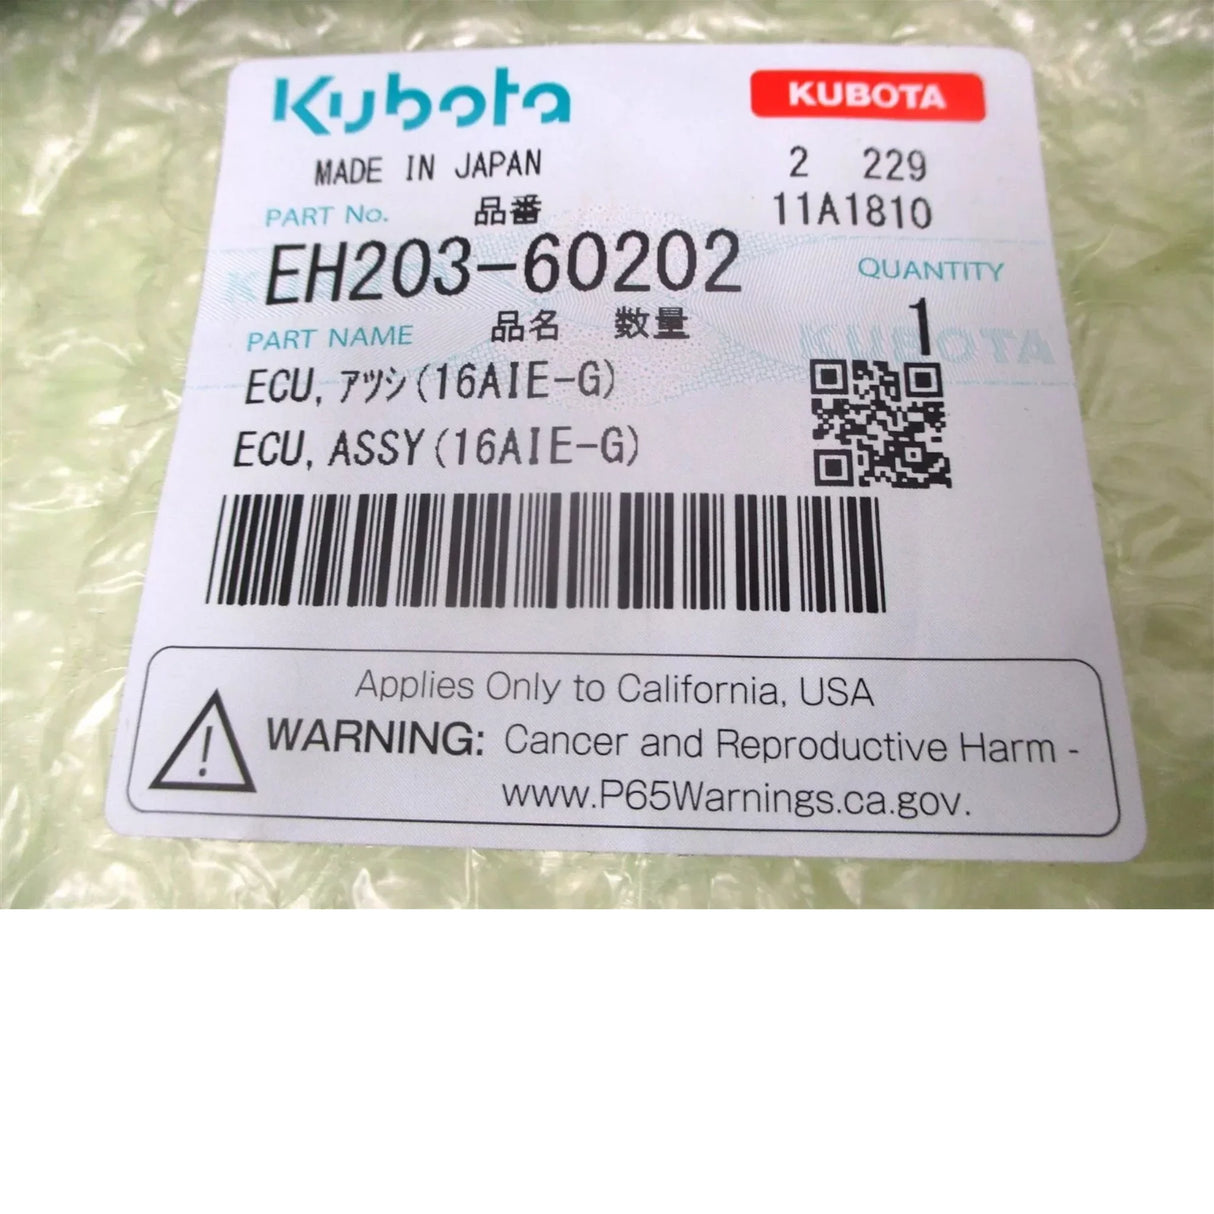 Kubota KUBOTA
MADE IN JAPAN 2 229
PART No. 品番 11A1810
EH203-60202 QUANTITY
PART NAME 品名 数量 1
KUBOTA
ECU, アツシ(16AIE-G)
ECU, ASSY(16AIE-G)
Applies Only to California, USA
WARNING: Cancer and Reproductive Harm -
www.P65Warnings.ca.gov.